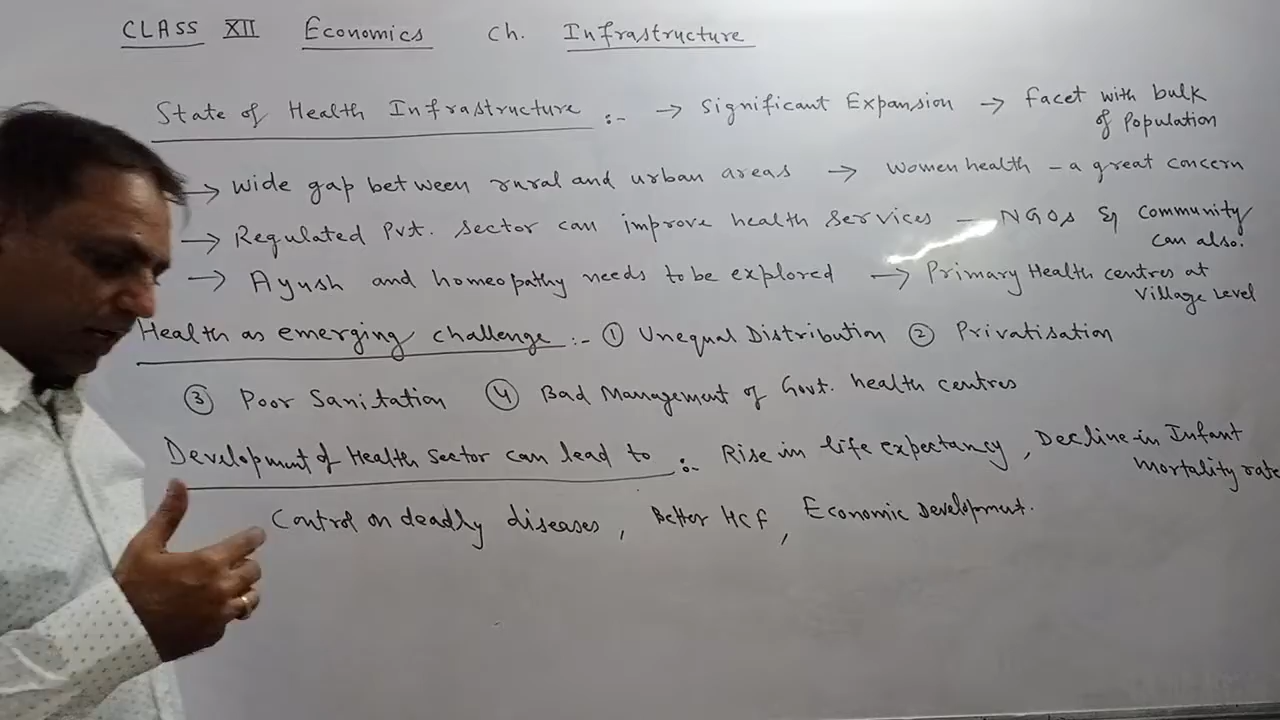 CLASS XII Economics Ch. Infrastructure
State of Health Infrastructure :- → Significant Expansion → facet with bulk
of Population
→ wide gap between rural and urban areas → women health - a great concern
→ Regulated Pvt. sector can improve health services - NGOs & community
can also.
→ Ayush and homeopathy needs to be explored → Primary Health centres at
village Level
Health as emerging challenge :- ① Unequal Distribution ② Privatisation
③ Poor Sanitation ④ Bad Management of Govt. health centres
Development of Health Sector can lead to :- Rise in life expectancy, Decline in Infant
mortality rate
Control on deadly diseases, Better HCF, Economic Development.